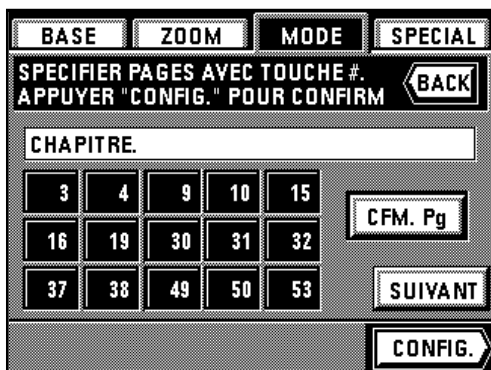 BASE ZOOM MODE SPECIAL
SPECIFIER PAGES AVEC TOUCHE #.
APPUYER "CONFIG." POUR CONFIRM
BACK
CHAPITRE.
3 4 9 10 15
16 19 30 31 32
37 38 49 50 53
CFM. Pg
SUIVANT
CONFIG.